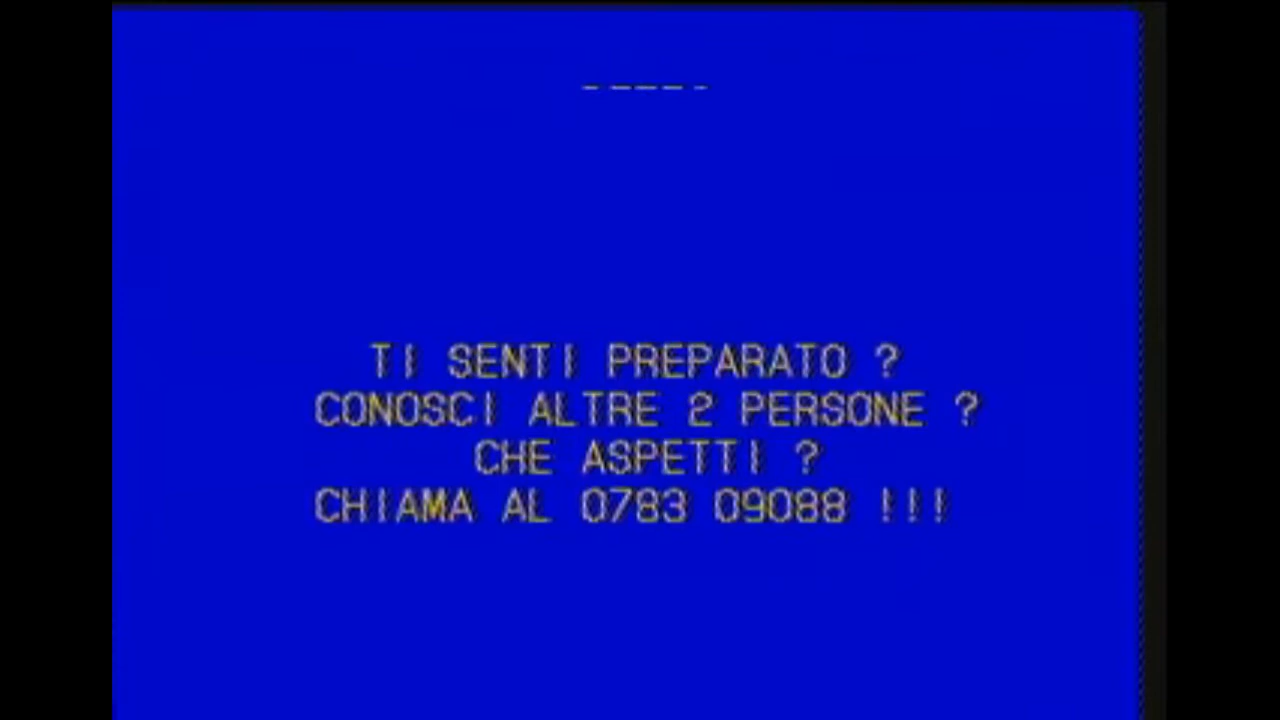 TI SENTI PREPARATO ?
CONOSCI ALTRE 2 PERSONE ?
CHE ASPETTI ?
CHIAMA AL 0783 09088 !!!